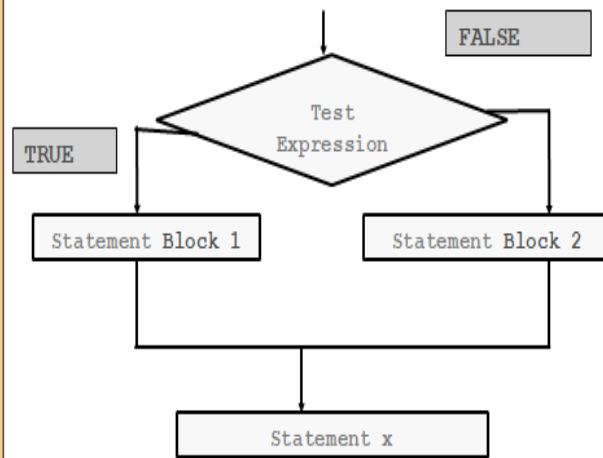 FALSE
Test
Expression
TRUE
Statement Block 1
Statement Block 2
Statement x